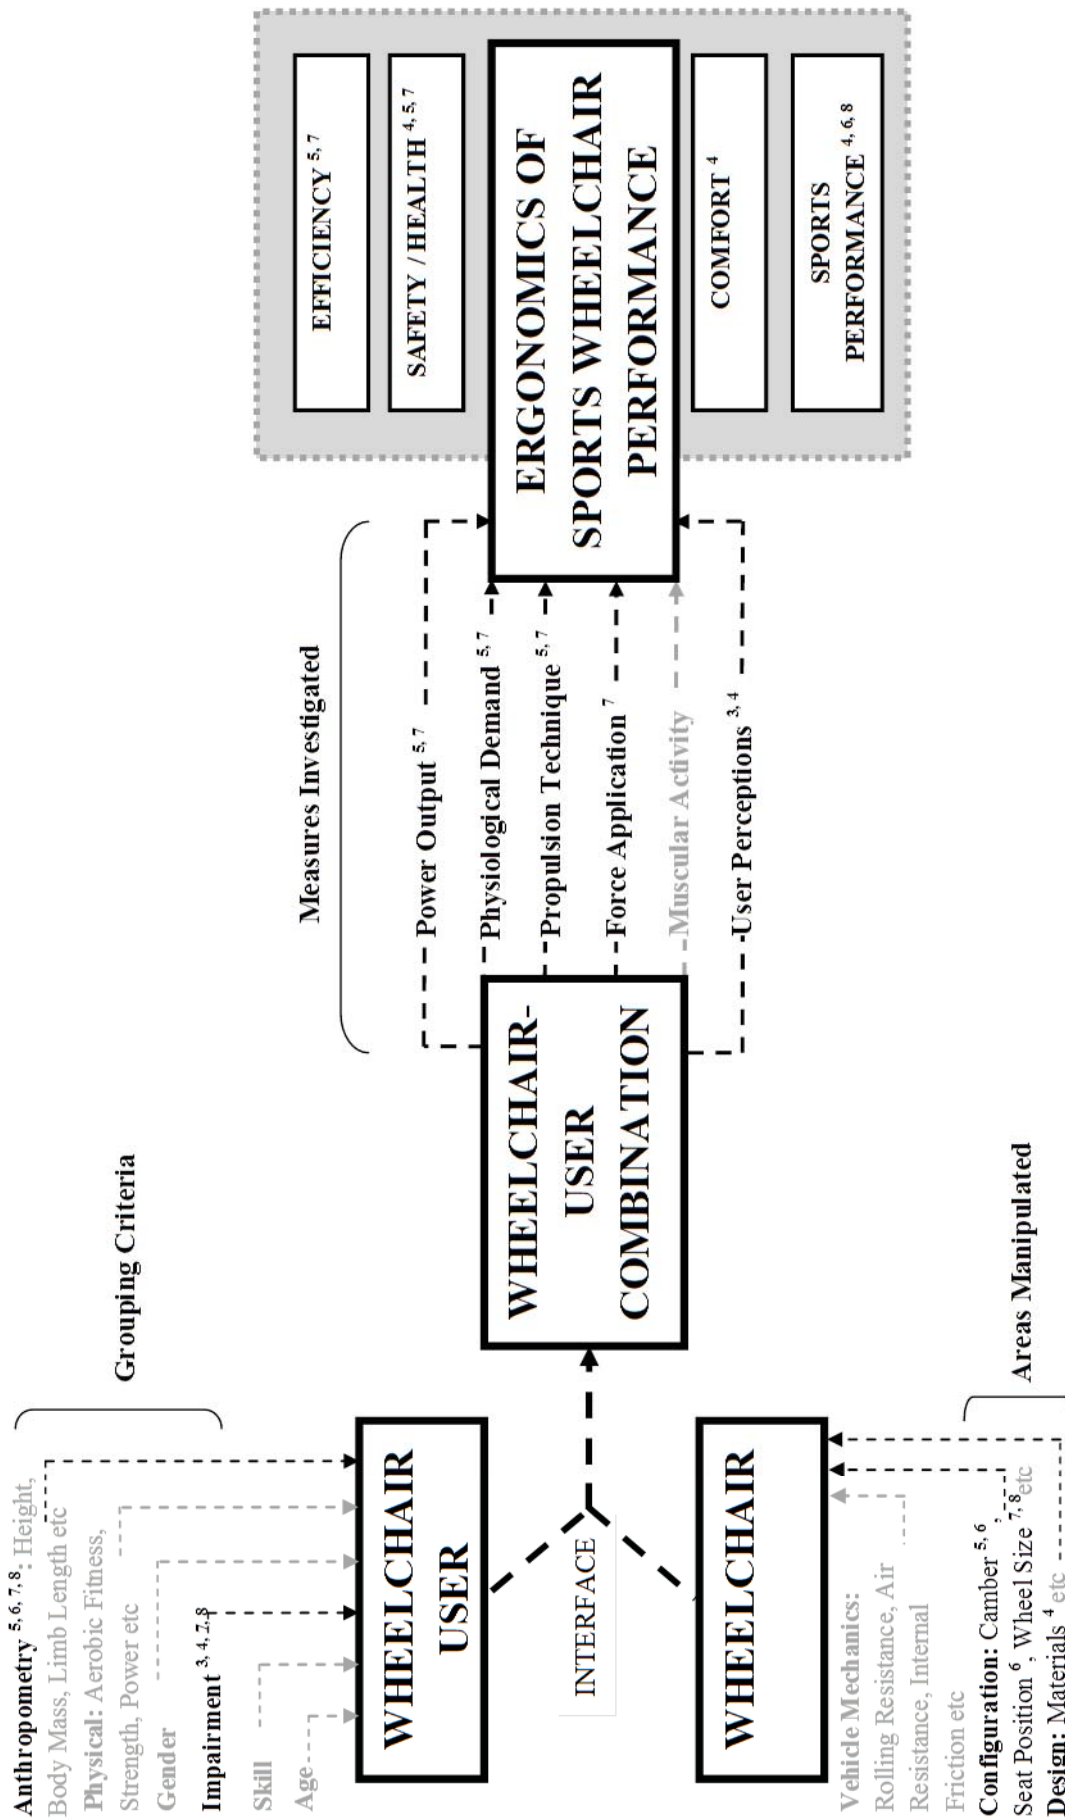 Anthropometry 5, 6, 7, 8: Height,
Body Mass, Limb Length etc
Physical: Aerobic Fitness,
Strength, Power etc
Gender
Impairment 3, 4, 7, 8
Skill
Age
Grouping Criteria
WHEELCHAIR
USER
INTERFACE
WHEELCHAIR
Vehicle Mechanics:
Rolling Resistance, Air
Resistance, Internal
Friction etc
Configuration: Camber 5, 6,
Seat Position 6, Wheel Size 7, 8 etc
Design: Materials 4 etc
Areas Manipulated
WHEELCHAIR-
USER
COMBINATION
Measures Investigated
Power Output 5, 7
Physiological Demand 5, 7
Propulsion Technique 5, 7
Force Application 7
Muscular Activity
User Perceptions 3, 4
EFFICIENCY 5, 7
SAFETY / HEALTH 4, 5, 7
ERGONOMICS OF
SPORTS WHEELCHAIR
PERFORMANCE
COMFORT 4
SPORTS
PERFORMANCE 4, 6, 8